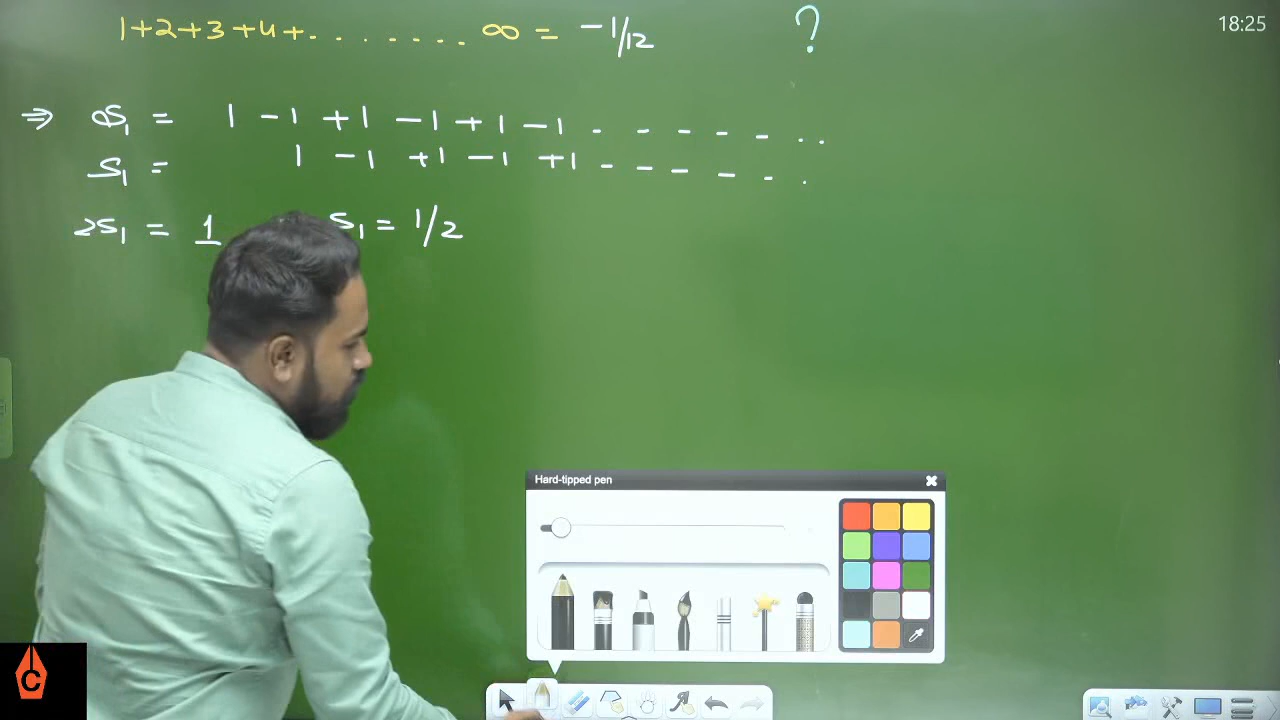 1+2+3+4+....... ∞ = -1/12 ?
18:25
⇒ S₁ = 1 -1 +1 -1 +1 -1 - - - - - ..
S₁ = 1 -1 +1 -1 +1 - - - - - .
2S₁ = 1 S₁ = 1/2
Hard-tipped pen
C